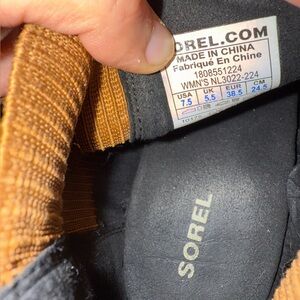 OREL.COM
MADE IN CHINA
Fabriqué En Chine
1808551224
WMN'S NL3022-224
USA UK EUR CM
7.5 5.5 38.5 24.5
SOREL